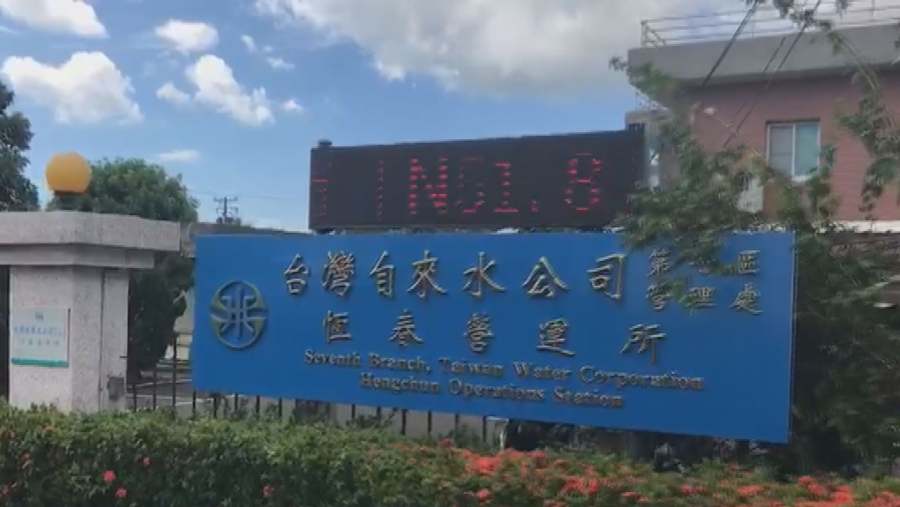 台灣自來水公司 第七區
管理處
恆春營運所
Seventh Branch, Taiwan Water Corporation
Hengchun Operations Station